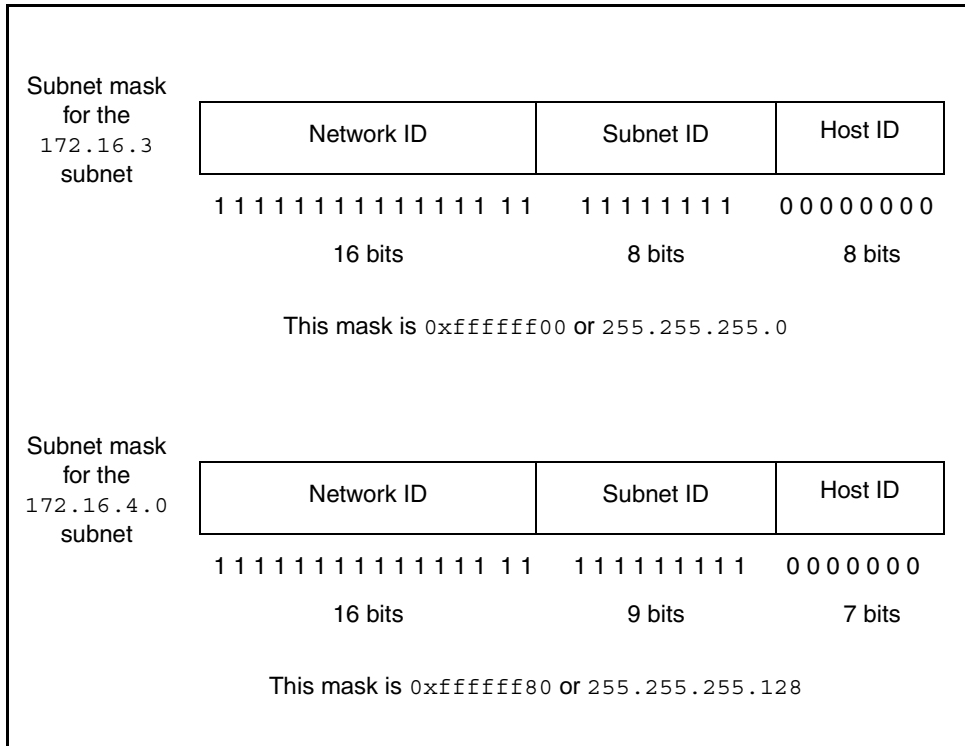 Subnet mask
for the
172.16.3
subnet
Network ID
Subnet ID
Host ID
1 1 1 1 1 1 1 1 1 1 1 1 1 1 1 1
1 1 1 1 1 1 1 1
0 0 0 0 0 0 0 0
16 bits
8 bits
8 bits
This mask is 0xffffff00 or 255.255.255.0
Subnet mask
for the
172.16.4.0
subnet
Network ID
Subnet ID
Host ID
1 1 1 1 1 1 1 1 1 1 1 1 1 1 1 1
1 1 1 1 1 1 1 1 1
0 0 0 0 0 0 0
16 bits
9 bits
7 bits
This mask is 0xffffff80 or 255.255.255.128